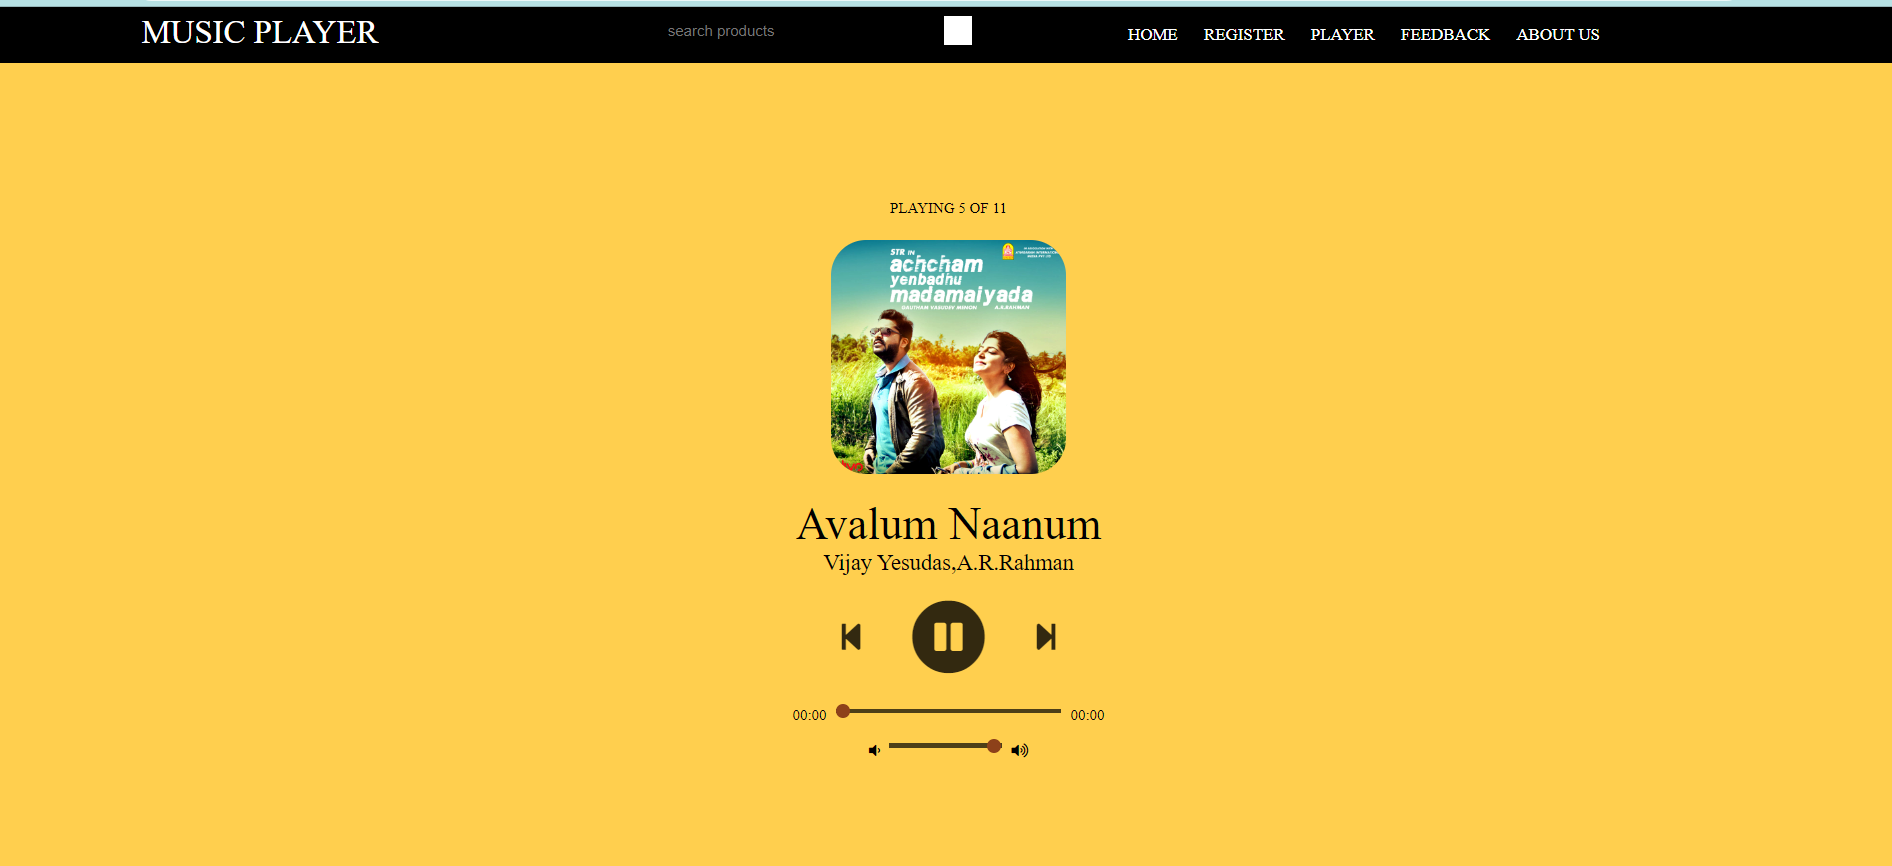 MUSIC PLAYER
search products
HOME
REGISTER
PLAYER
FEEDBACK
ABOUT US
PLAYING 5 OF 11
STR IN
achcham
yenbadhu
madamaiyada
GAUTHAM VASUDEV MENON A.R.RAHMAN
Avalum Naanum
Vijay Yesudas,A.R.Rahman
00:00
00:00